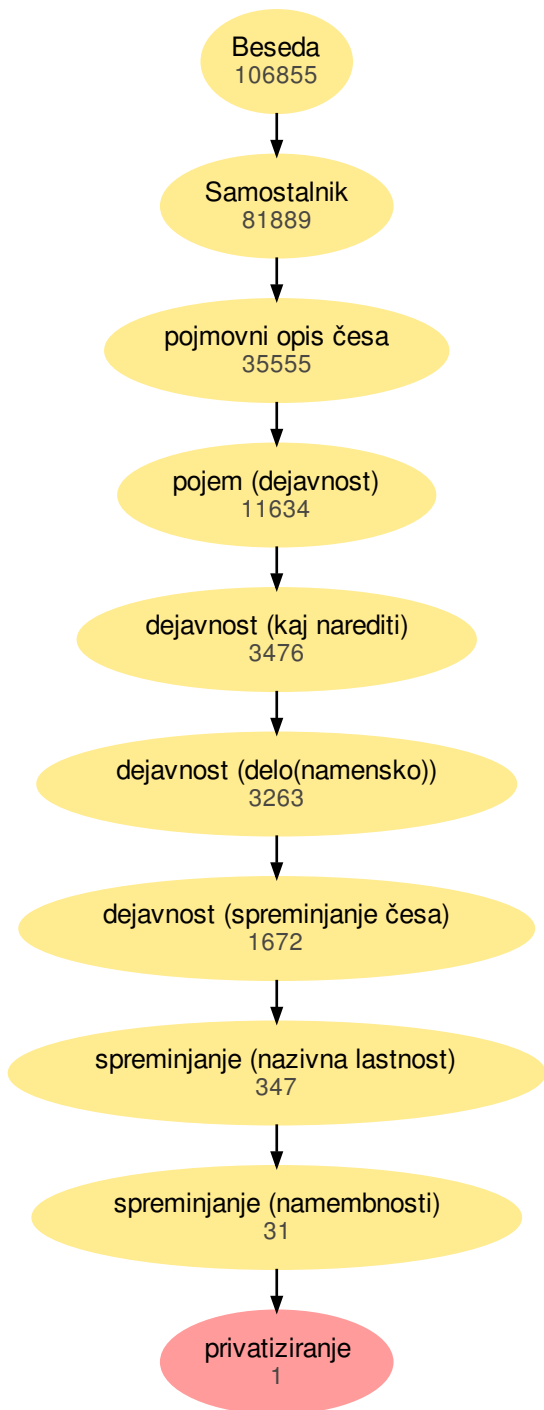 Beseda
106855
Samostalnik
81889
pojmovni opis česa
35555
pojem (dejavnost)
11634
dejavnost (kaj narediti)
3476
dejavnost (delo(namensko))
3263
dejavnost (spreminjanje česa)
1672
spreminjanje (nazivna lastnost)
347
spreminjanje (namembnosti)
31
privatiziranje
1